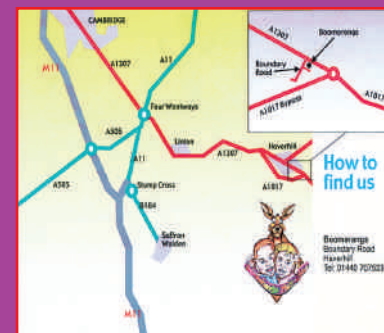 CAMBRIDGE
M11
A1307
A11
Four Wentways
A505
A11
Linton
A1307
Haverhill
A1017
A505
Stump Cross
B184
Saffron
Walden
M11
A1307
Boomerangs
Boundary
Road
A1017 Bypass
A1017
How to
find us
Boomerangs
Boundary Road
Haverhill
Tel: 01440 707503